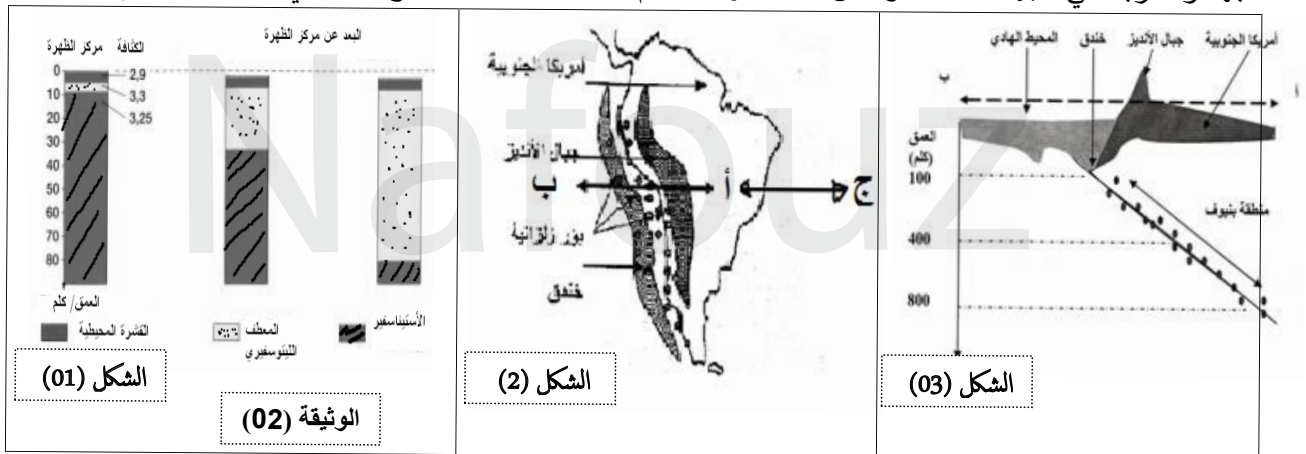 البعد عن مركز الظهرة
الكثافة
مركز الظهرة
0
10
20
30
40
50
60
70
80
2,9
3,3
3,25
العمق/ كلم
القشرة المحيطية
المعطف
الليتوسفيري
الأستيناسفير
الشكل (01)
الوثيقة (02)
أمريكا الجنوبية
جبال الأنديز
ب
أ
ج
بؤر زلزالية
خندق
الشكل (2)
المحيط الهادي
خندق
جبال الأنديز
أمريكا الجنوبية
ب
أ
العمق
(كلم)
100
400
800
منطقة بنيوف
الشكل (03)
Nafouz